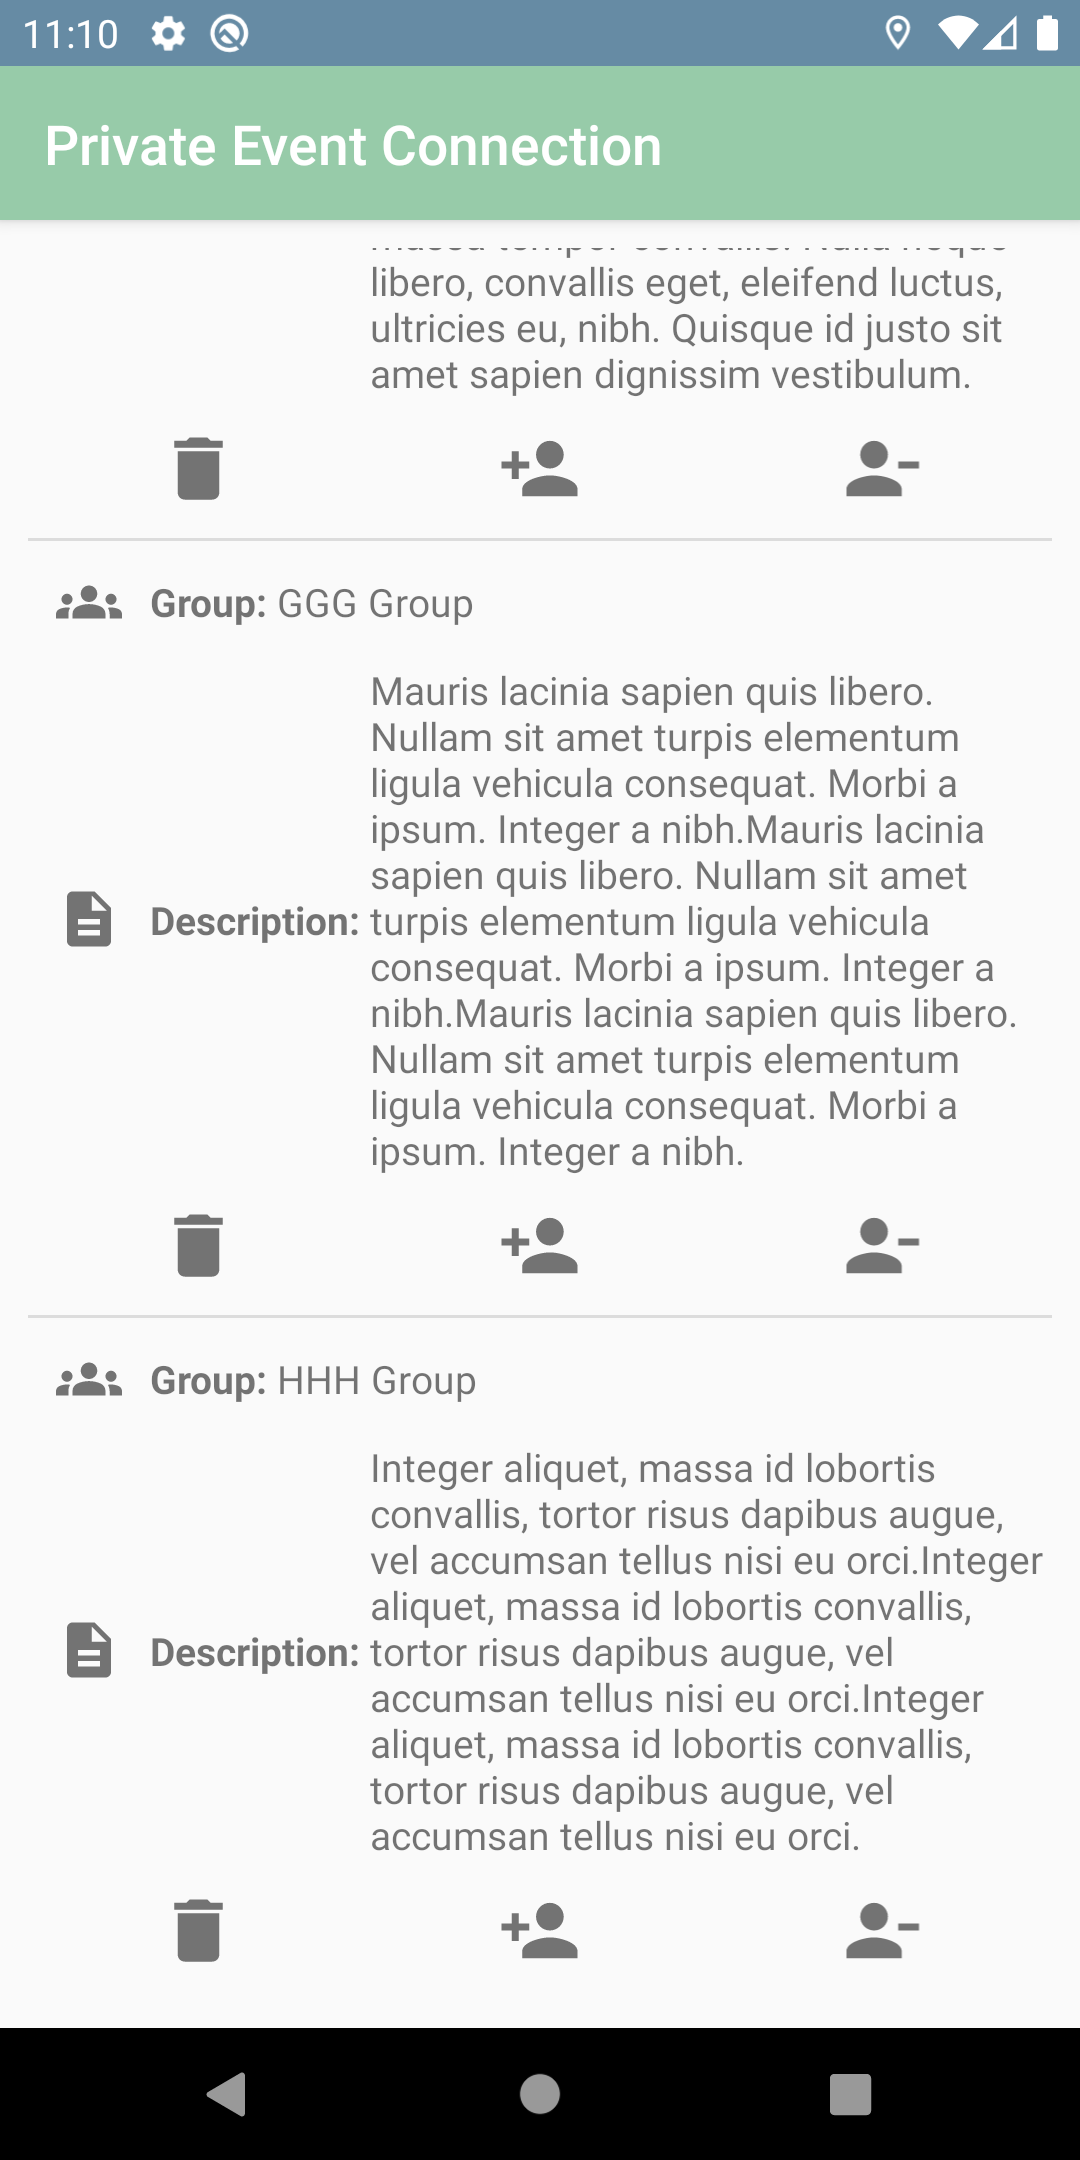 11:10
Private Event Connection
libero, convallis eget, eleifend luctus,
ultricies eu, nibh. Quisque id justo sit
amet sapien dignissim vestibulum.
Group: GGG Group
Mauris lacinia sapien quis libero.
Nullam sit amet turpis elementum
ligula vehicula consequat. Morbi a
ipsum. Integer a nibh.Mauris lacinia
sapien quis libero. Nullam sit amet
Description: turpis elementum ligula vehicula
consequat. Morbi a ipsum. Integer a
nibh.Mauris lacinia sapien quis libero.
Nullam sit amet turpis elementum
ligula vehicula consequat. Morbi a
ipsum. Integer a nibh.
Group: HHH Group
Integer aliquet, massa id lobortis
convallis, tortor risus dapibus augue,
vel accumsan tellus nisi eu orci.Integer
aliquet, massa id lobortis convallis,
Description: tortor risus dapibus augue, vel
accumsan tellus nisi eu orci.Integer
aliquet, massa id lobortis convallis,
tortor risus dapibus augue, vel
accumsan tellus nisi eu orci.